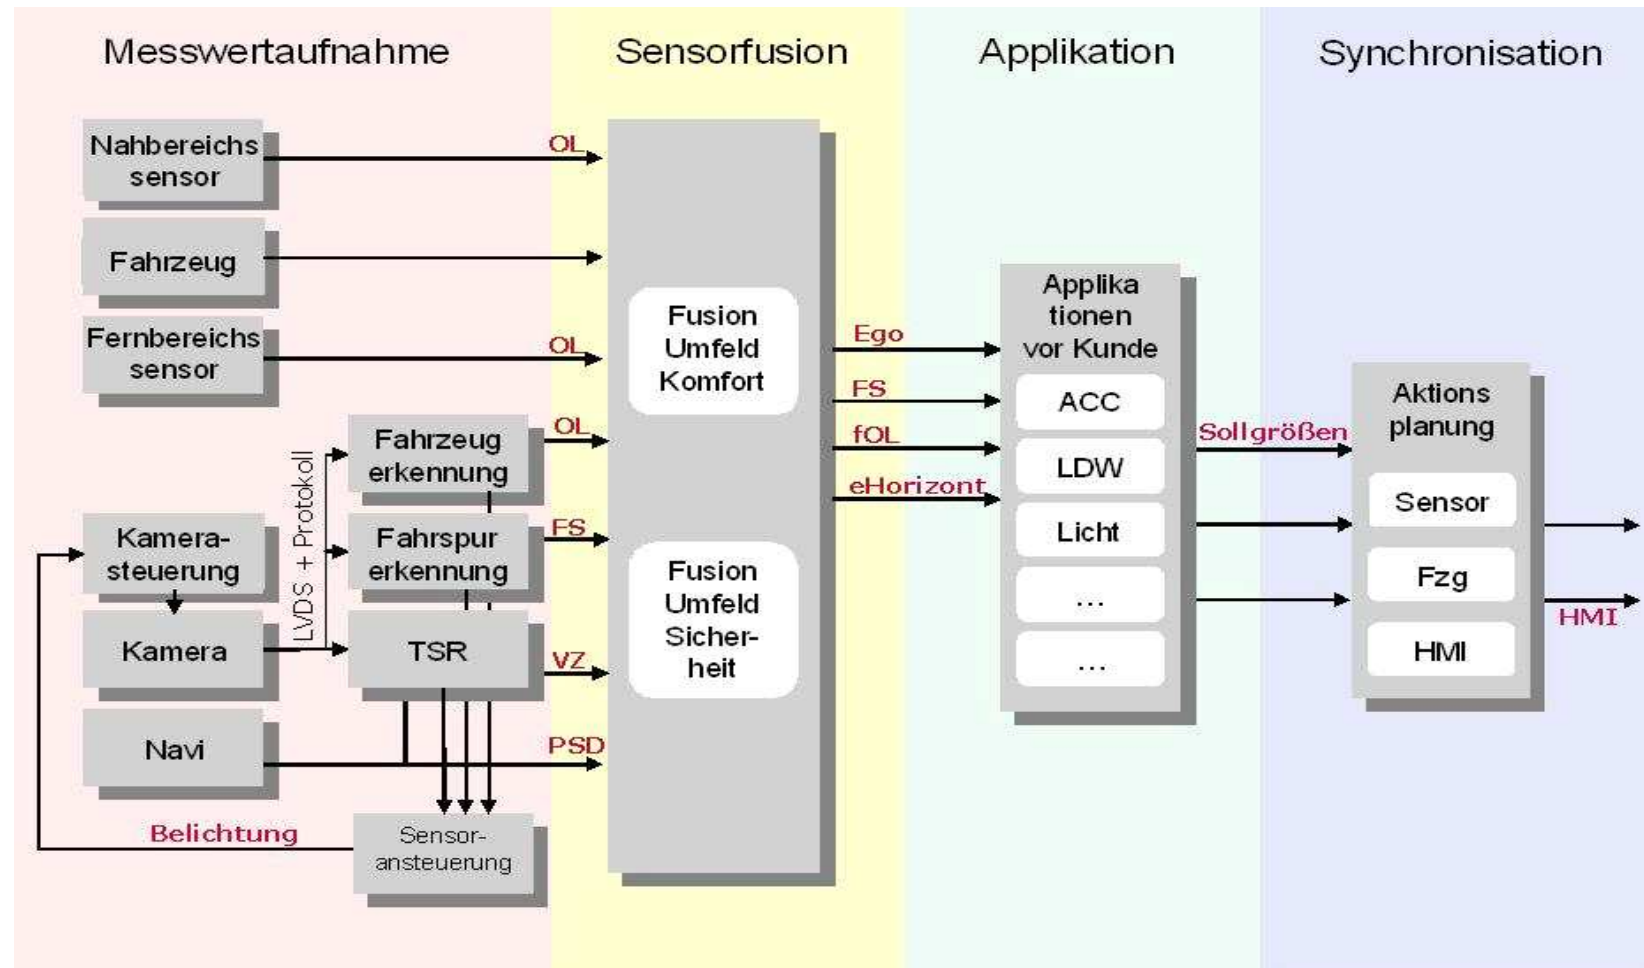 Messwertaufnahme
Sensorfusion
Applikation
Synchronisation
Nahbereichs
sensor
OL
Fahrzeug
Fernbereichs
sensor
OL
Fahrzeug
erkennung
OL
Kamera-
steuerung
LVDS + Protokoll
Fahrspur
erkennung
FS
Kamera
TSR
VZ
Navi
PSD
Belichtung
Sensor-
ansteuerung
Fusion
Umfeld
Komfort
Fusion
Umfeld
Sicher-
heit
Ego
FS
fOL
eHorizont
Applika
tionen
vor Kunde
ACC
LDW
Licht
...
...
Sollgrößen
Aktions
planung
Sensor
Fzg
HMI
HMI